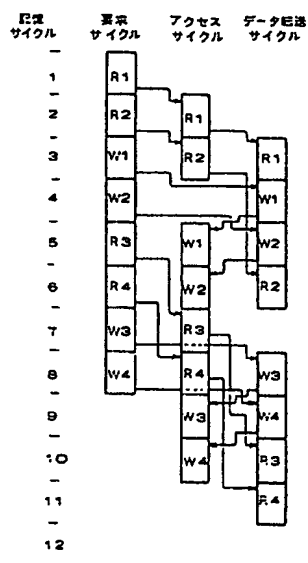 記憶 要求 アクセス データ転送
サイクル サイクル サイクル サイクル
1 R1
2 R2 R1
3 W1 R2 R1
4 W2 W1
5 R3 W1 W2
6 R4 W2 R2
7 W3 R3
8 W4 R4 W3
9 W3 W4
10 W4 R3
11 R4
12